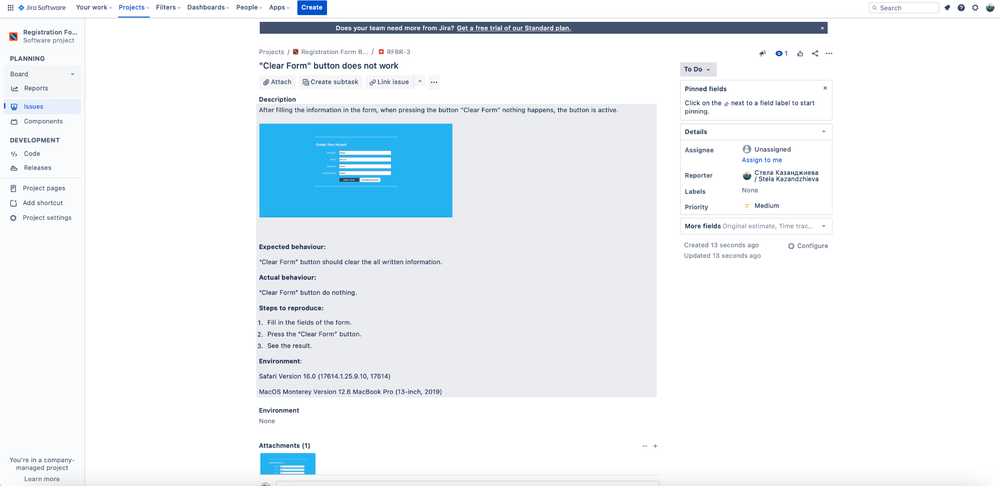 Jira Software
Your work
Projects
Filters
Dashboards
People
Apps
Create
Search
Registration Fo...
Software project
PLANNING
Board
Reports
Issues
Components
DEVELOPMENT
Code
Releases
Project pages
Add shortcut
Project settings
You're in a company-
managed project
Learn more
Does your team need more from Jira? Get a free trial of our Standard plan.
Projects / Registration Form B... / RFBR-3
"Clear Form" button does not work
Attach
Create subtask
Link issue
Description
After filling the information in the form, when pressing the button "Clear Form" nothing happens, the button is active.
Create Your Acount
Username :
Email :
Password :
Confirm Email :
Clear Form
Create Account
Expected behaviour:
“Clear Form” button should clear the all written information.
Actual behaviour:
“Clear Form” button do nothing.
Steps to reproduce:
1. Fill in the fields of the form.
2. Press the “Clear Form” button.
3. See the result.
Environment:
Safari Version 16.0 (17614.1.25.9.10, 17614)
MacOS Monterey Version 12.6 MacBook Pro (13-inch, 2019)
Environment
None
Attachments (1)
1
To Do
Pinned fields
Click on the next to a field label to start
pinning.
Details
Assignee
Unassigned
Assign to me
Reporter
Стела Казанджиева
/ Stela Kazandzhieva
Labels
None
Priority
Medium
More fields Original estimate, Time trac...
Created 13 seconds ago
Configure
Updated 13 seconds ago